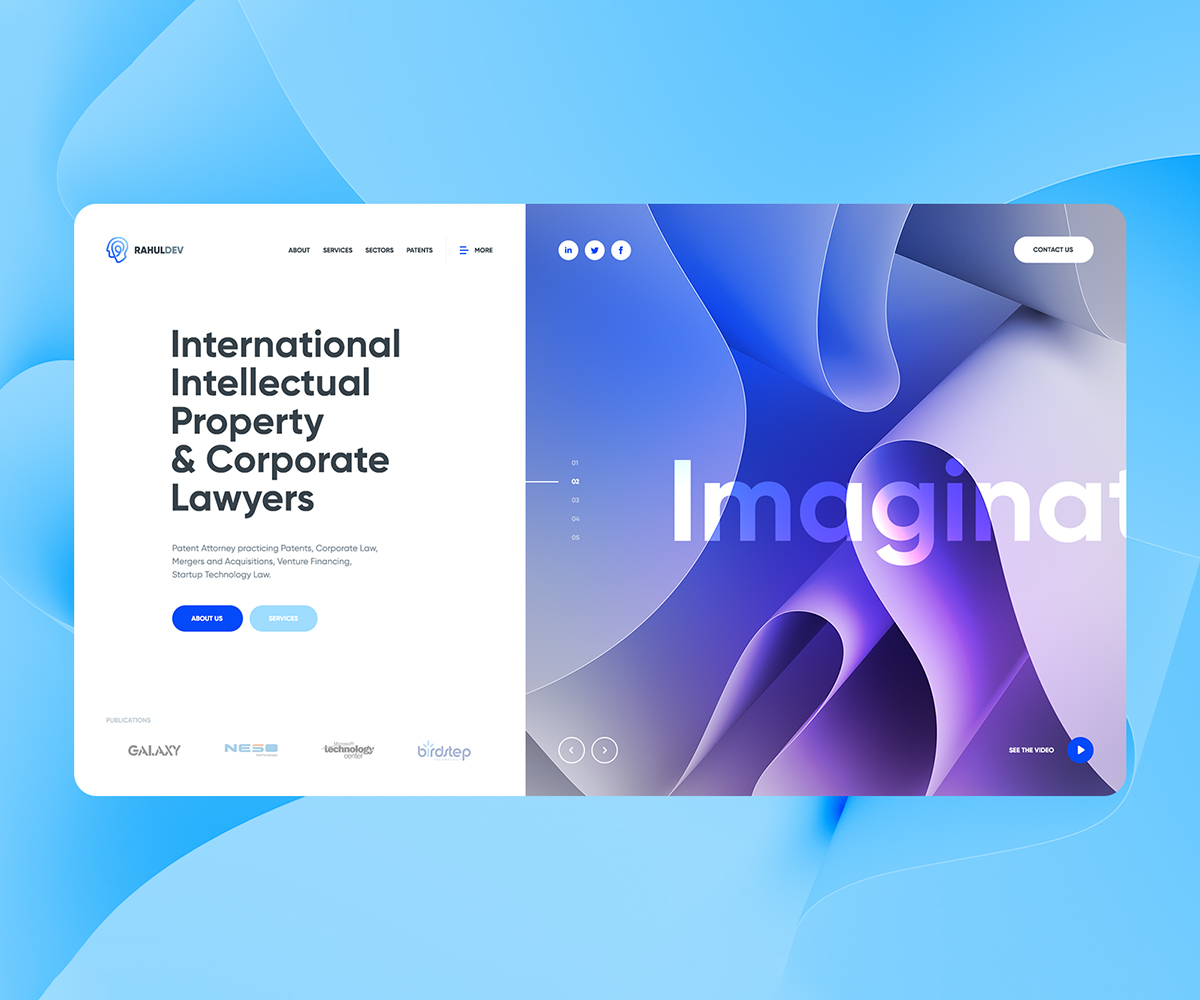 RAHULDEV
ABOUT SERVICES SECTORS PATENTS MORE
International
Intellectual
Property
& Corporate
Lawyers
Patent Attorney practicing Patents, Corporate Law,
Mergers and Acquisitions, Venture Financing,
Startup Technology Law.
ABOUT US SERVICES
PUBLICATIONS
GALAXY
NESO
Microsoft
technology
center
birdstep
TECHNOLOGY
in f
CONTACT US
01
02
03
04
05
Imaginat
SEE THE VIDEO